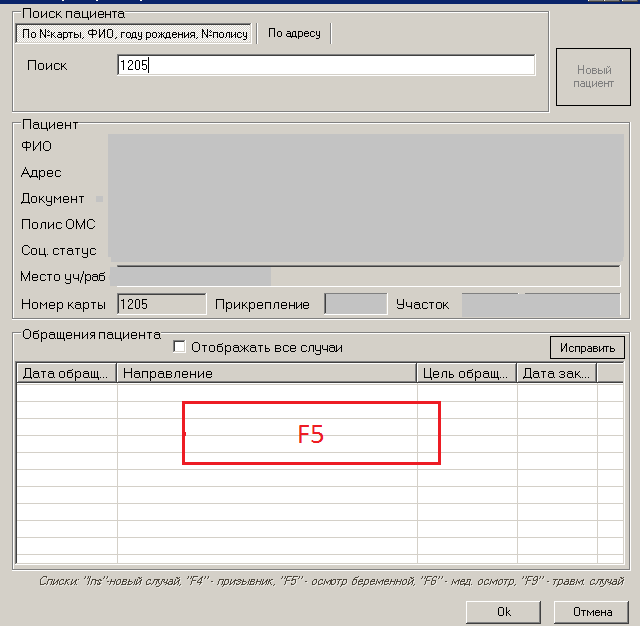 Поиск пациента
По №карты, ФИО, году рождения, №полису
По адресу
Поиск
1205
Новый
пациент
Пациент
ФИО
Адрес
Документ
Полис ОМС
Соц. статус
Место уч/раб
Номер карты 1205 Прикрепление Участок
Обращения пациента
Отображать все случаи
Исправить
Дата обращ... Направление Цель обращ... Дата зак...
F5
Списки: "Ins"-новый случай, "F4" - призывник, "F5" - осмотр беременной, "F6" - мед. осмотр, "F9" - травм. случай
Ok Отмена